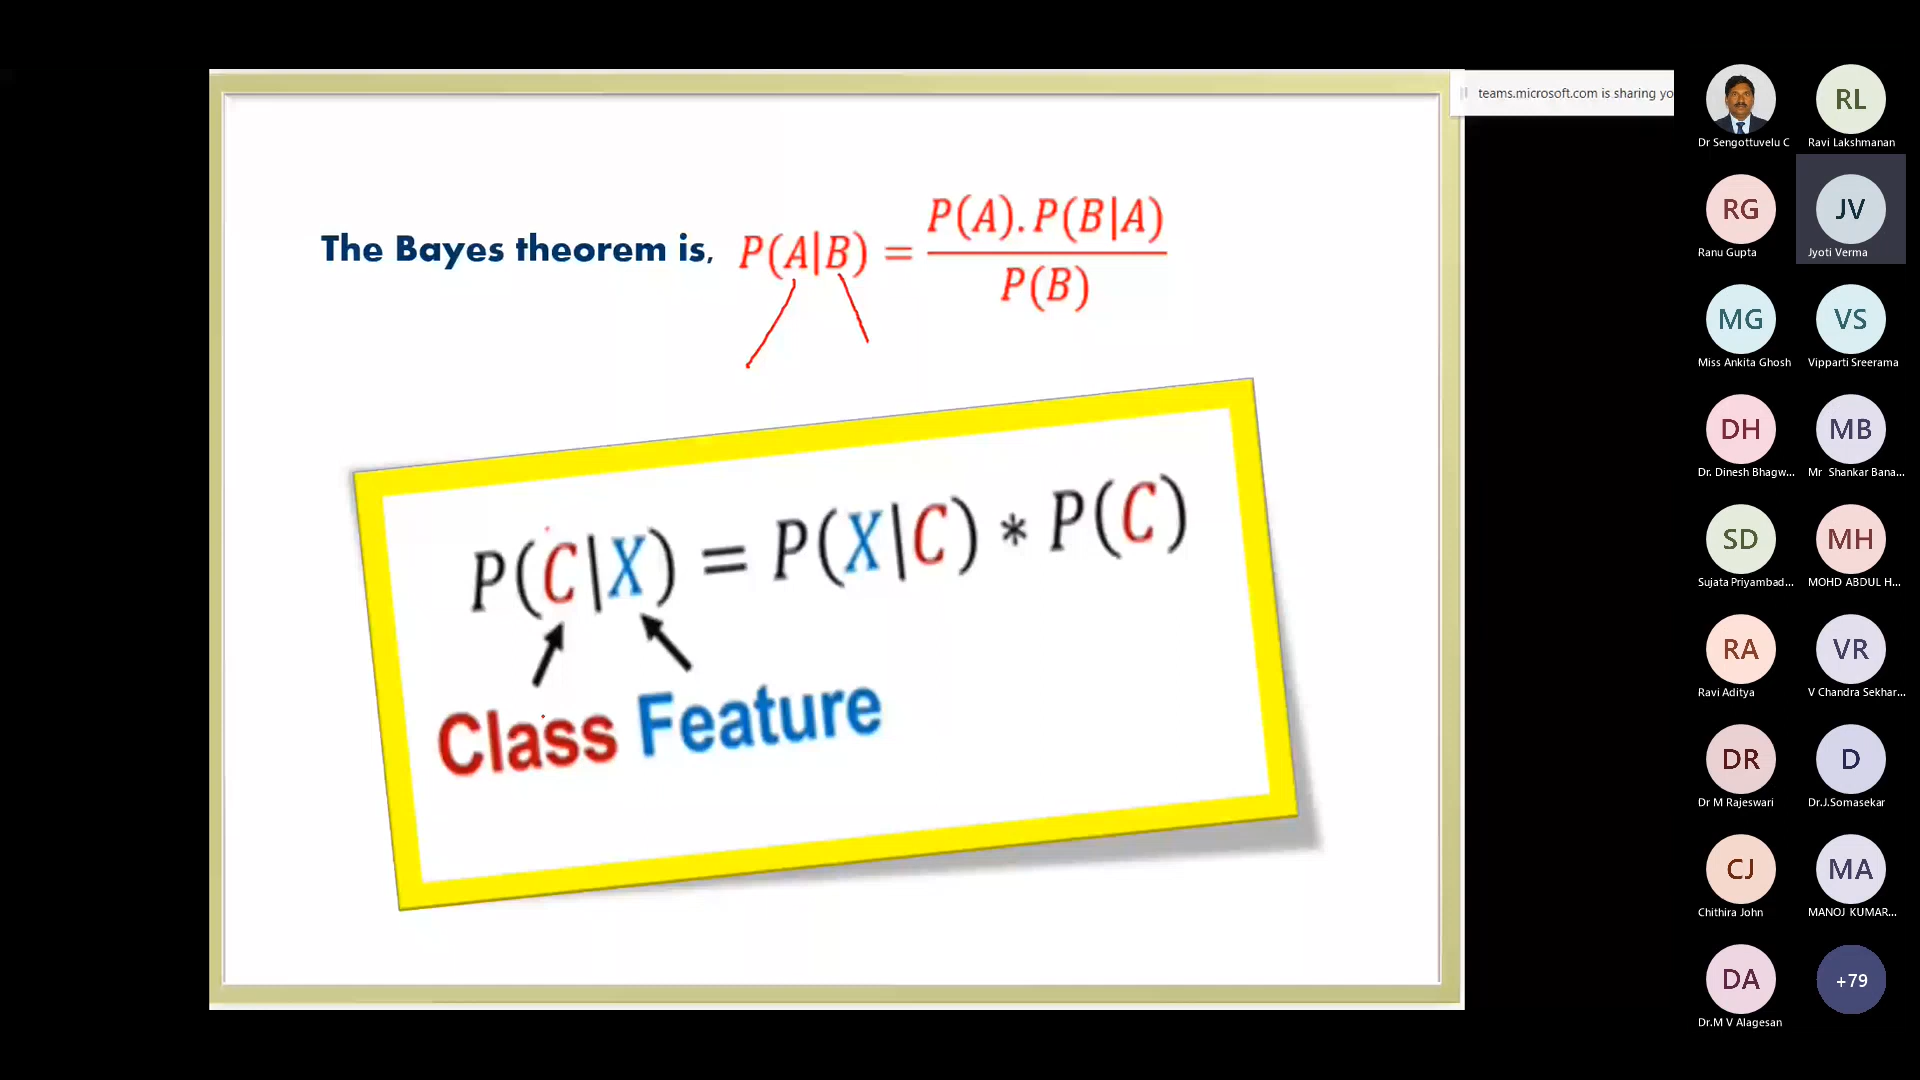 teams.microsoft.com is sharing yo
The Bayes theorem is, P(A|B) = P(A).P(B|A)
P(B)
P(C|X) = P(X|C) * P(C)
Class Feature
Dr Sengottuvelu C
RL
Ravi Lakshmanan
RG
Ranu Gupta
JV
Jyoti Verma
MG
Miss Ankita Ghosh
VS
Vipparti Sreerama
DH
Dr. Dinesh Bhagw...
MB
Mr Shankar Bana...
SD
Sujata Priyambad...
MH
MOHD ABDUL H...
RA
Ravi Aditya
VR
V Chandra Sekhar...
DR
Dr M Rajeswari
D
Dr.J.Somasekar
CJ
Chithira John
MA
MANOJ KUMAR...
DA
Dr.M V Alagesan
+79